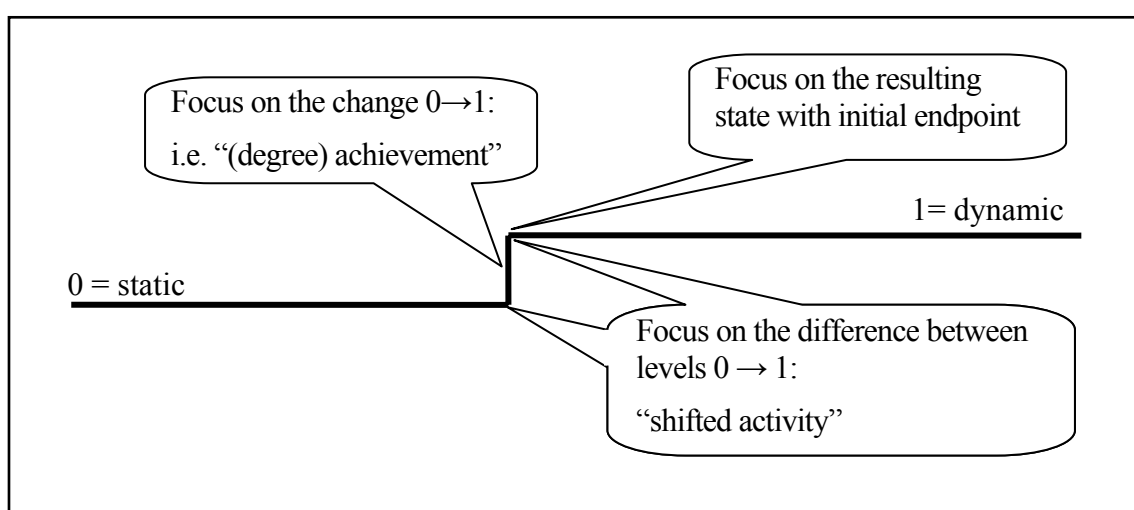 Focus on the change 0→1:
i.e. “(degree) achievement”
Focus on the resulting
state with initial endpoint
1= dynamic
0 = static
Focus on the difference between
levels 0 → 1:
“shifted activity”